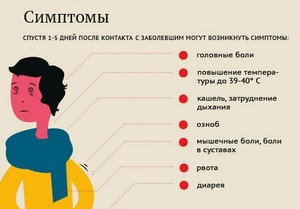 Симптомы
СПУСТЯ 1-5 ДНЕЙ ПОСЛЕ КОНТАКТА С ЗАБОЛЕВШИМ МОГУТ ВОЗНИКНУТЬ СИМПТОМЫ:
головные боли
повышение темпера-
туры до 39-40° С
кашель, затруднение
дыхания
озноб
мышечные боли, боли
в суставах
рвота
диарея